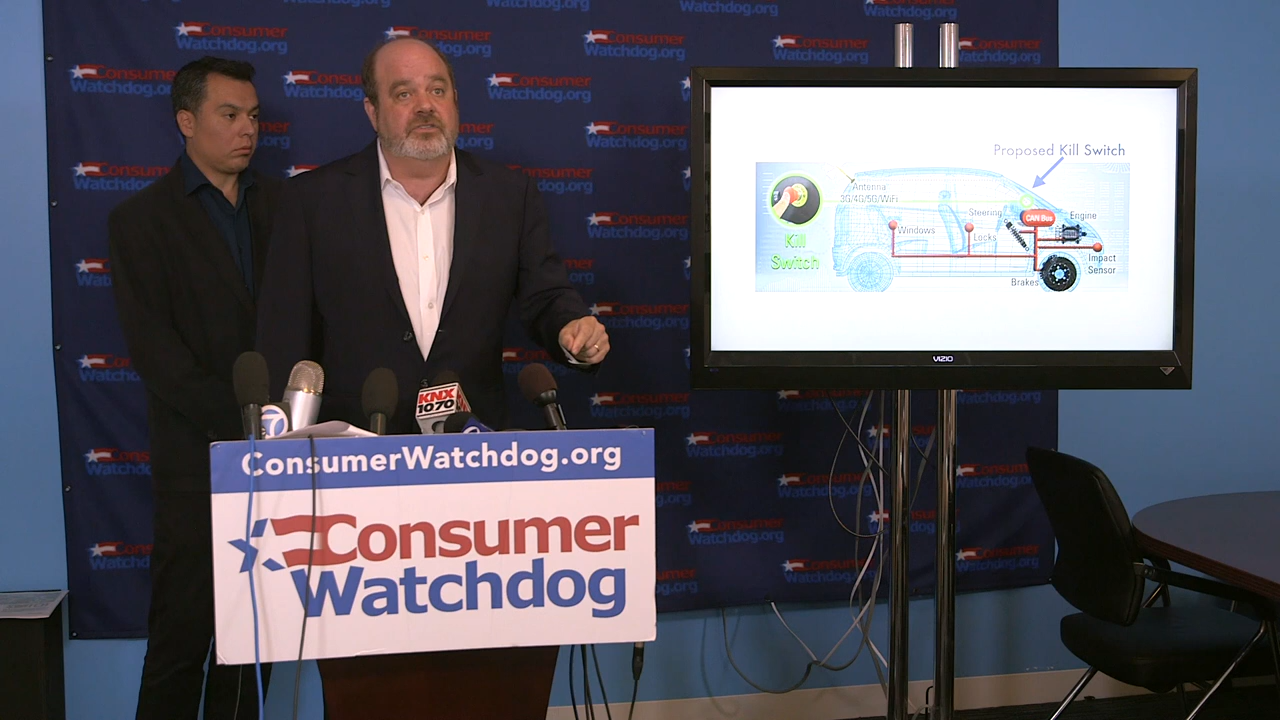 Consumer
Watchdog.org
Proposed Kill Switch
Antenna
3G/4G/5G/WiFi
Kill
Switch
Windows
Locks
Steering
CAN Bus
Engine
Impact
Sensor
Brakes
VIZIO
7
KNX
1070
ConsumerWatchdog.org
Consumer
Watchdog